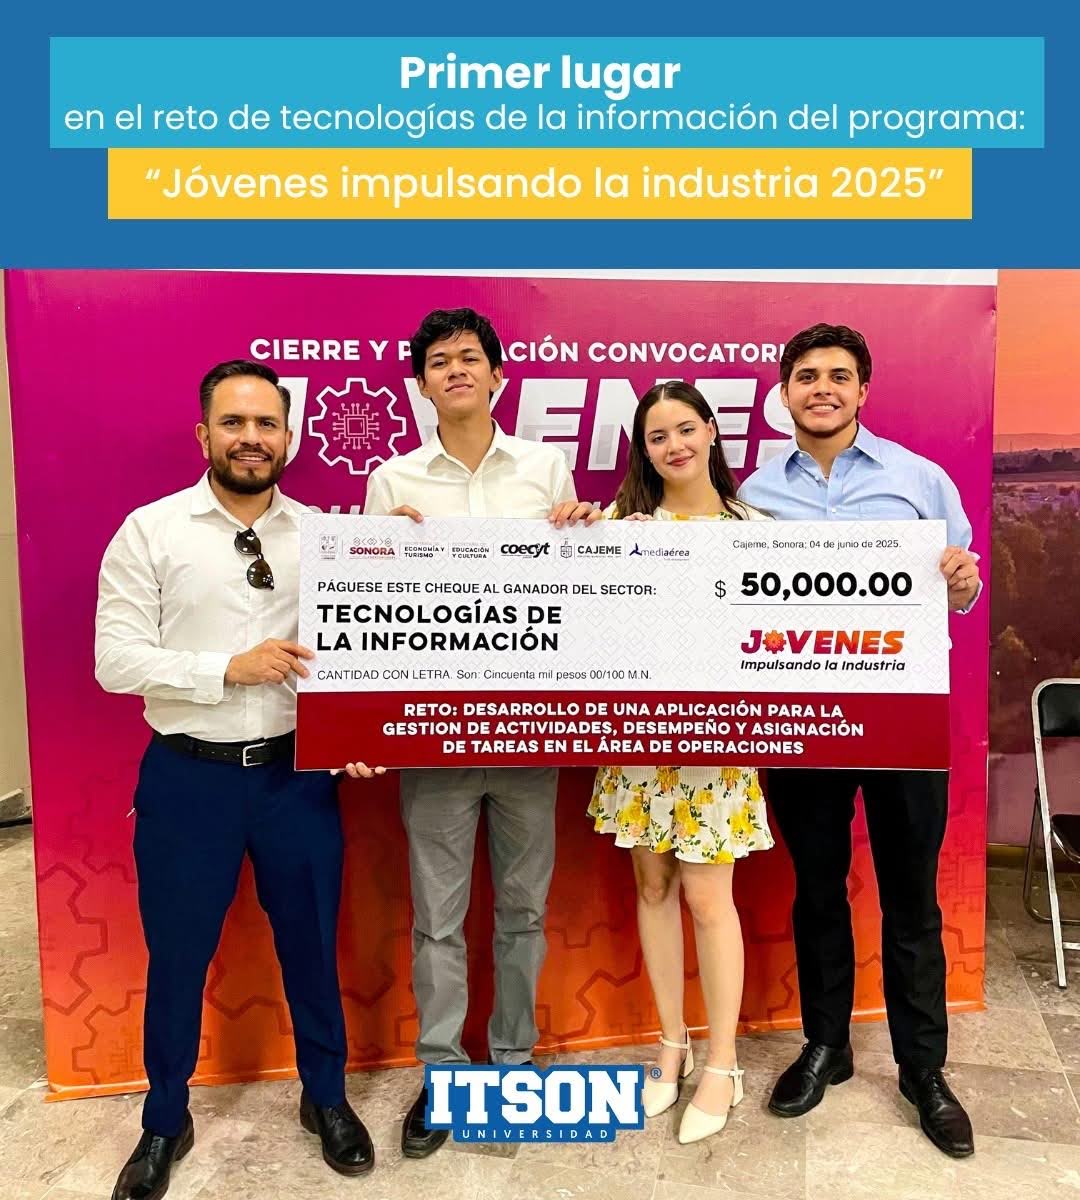 Primer lugar
en el reto de tecnologías de la información del programa:
“Jóvenes impulsando la industria 2025”
CIERRE Y P ACIÓN CONVOCATORI
J VENES
SONORA
ECONOMÍA Y
TURISMO
EDUCACIÓN
Y CULTURA
coecyt
CAJEME
mediaérea
Cajeme, Sonora; 04 de junio de 2025.
PÁGUESE ESTE CHEQUE AL GANADOR DEL SECTOR:
$ 50,000.00
TECNOLOGÍAS DE
LA INFORMACIÓN
JOVENES
Impulsando la Industria
CANTIDAD CON LETRA. Son: Cincuenta mil pesos 00/100 M.N.
RETO: DESARROLLO DE UNA APLICACIÓN PARA LA
GESTION DE ACTIVIDADES, DESEMPEÑO Y ASIGNACIÓN
DE TAREAS EN EL ÁREA DE OPERACIONES
ITSON®
UNIVERSIDAD